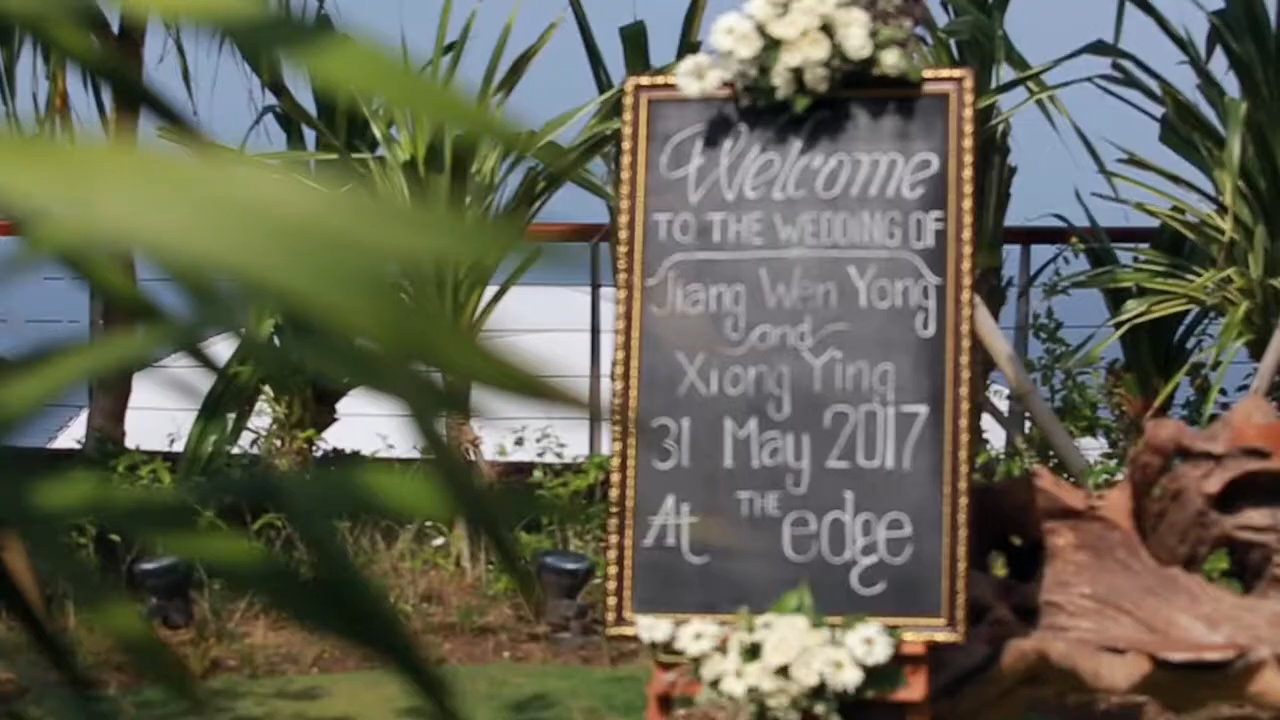 Welcome
TO THE WEDDING OF
Jiang Wen Yong
and
Xiong Ying
31 May 2017
At THE edge